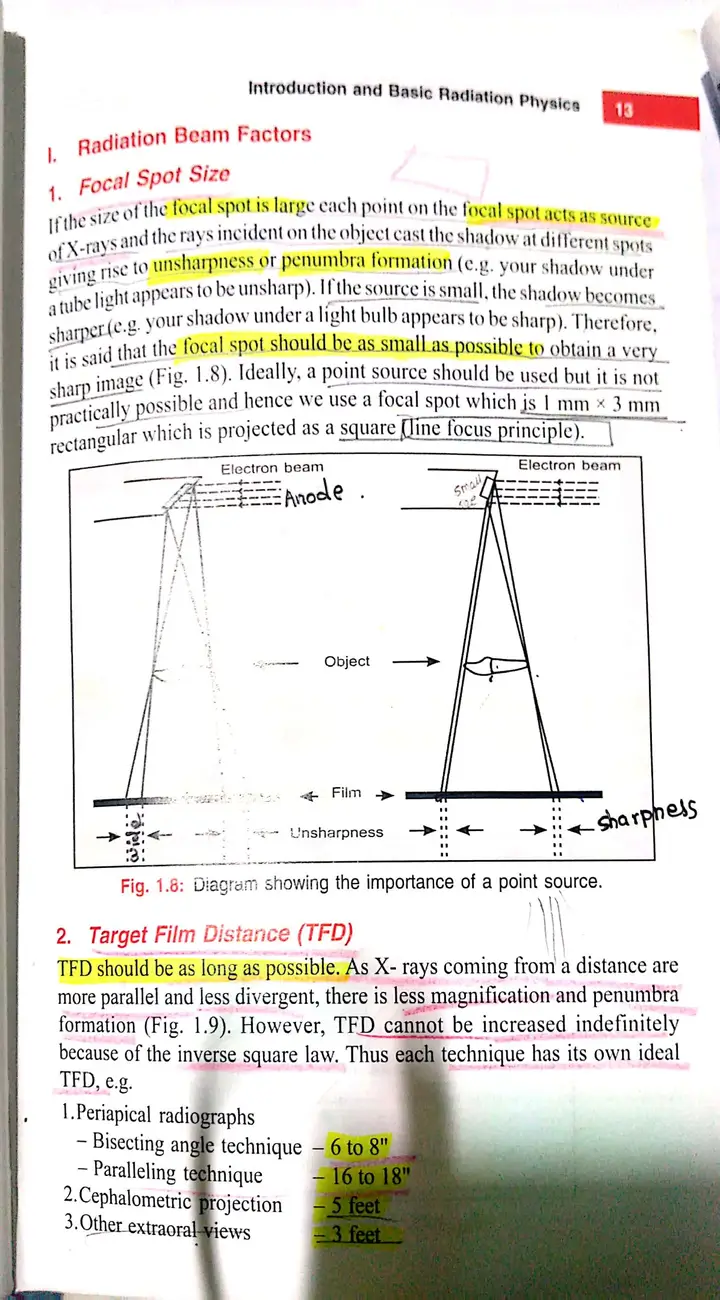 Introduction and Basic Radiation Physics 13
I. Radiation Beam Factors
1. Focal Spot Size
If the size of the focal spot is large each point on the focal spot acts as source
of X-rays and the rays incident on the object cast the shadow at different spots
giving rise to unsharpness or penumbra formation (e.g. your shadow under
a tube light appears to be unsharp). If the source is small, the shadow becomes
sharper (e.g. your shadow under a light bulb appears to be sharp). Therefore,
it is said that the focal spot should be as small as possible to obtain a very
sharp image (Fig. 1.8). Ideally, a point source should be used but it is not
practically possible and hence we use a focal spot which is 1 mm × 3 mm
rectangular which is projected as a square (line focus principle).
Electron beam Electron beam
Anode. small
Object
Film
wide Unsharpness sharpness
Fig. 1.8: Diagram showing the importance of a point source.
2. Target Film Distance (TFD)
TFD should be as long as possible. As X- rays coming from a distance are
more parallel and less divergent, there is less magnification and penumbra
formation (Fig. 1.9). However, TFD cannot be increased indefinitely
because of the inverse square law. Thus each technique has its own ideal
TFD, e.g.
1.Periapical radiographs
– Bisecting angle technique – 6 to 8"
– Paralleling technique – 16 to 18"
2.Cephalometric projection – 5 feet
3.Other extraoral views – 3 feet